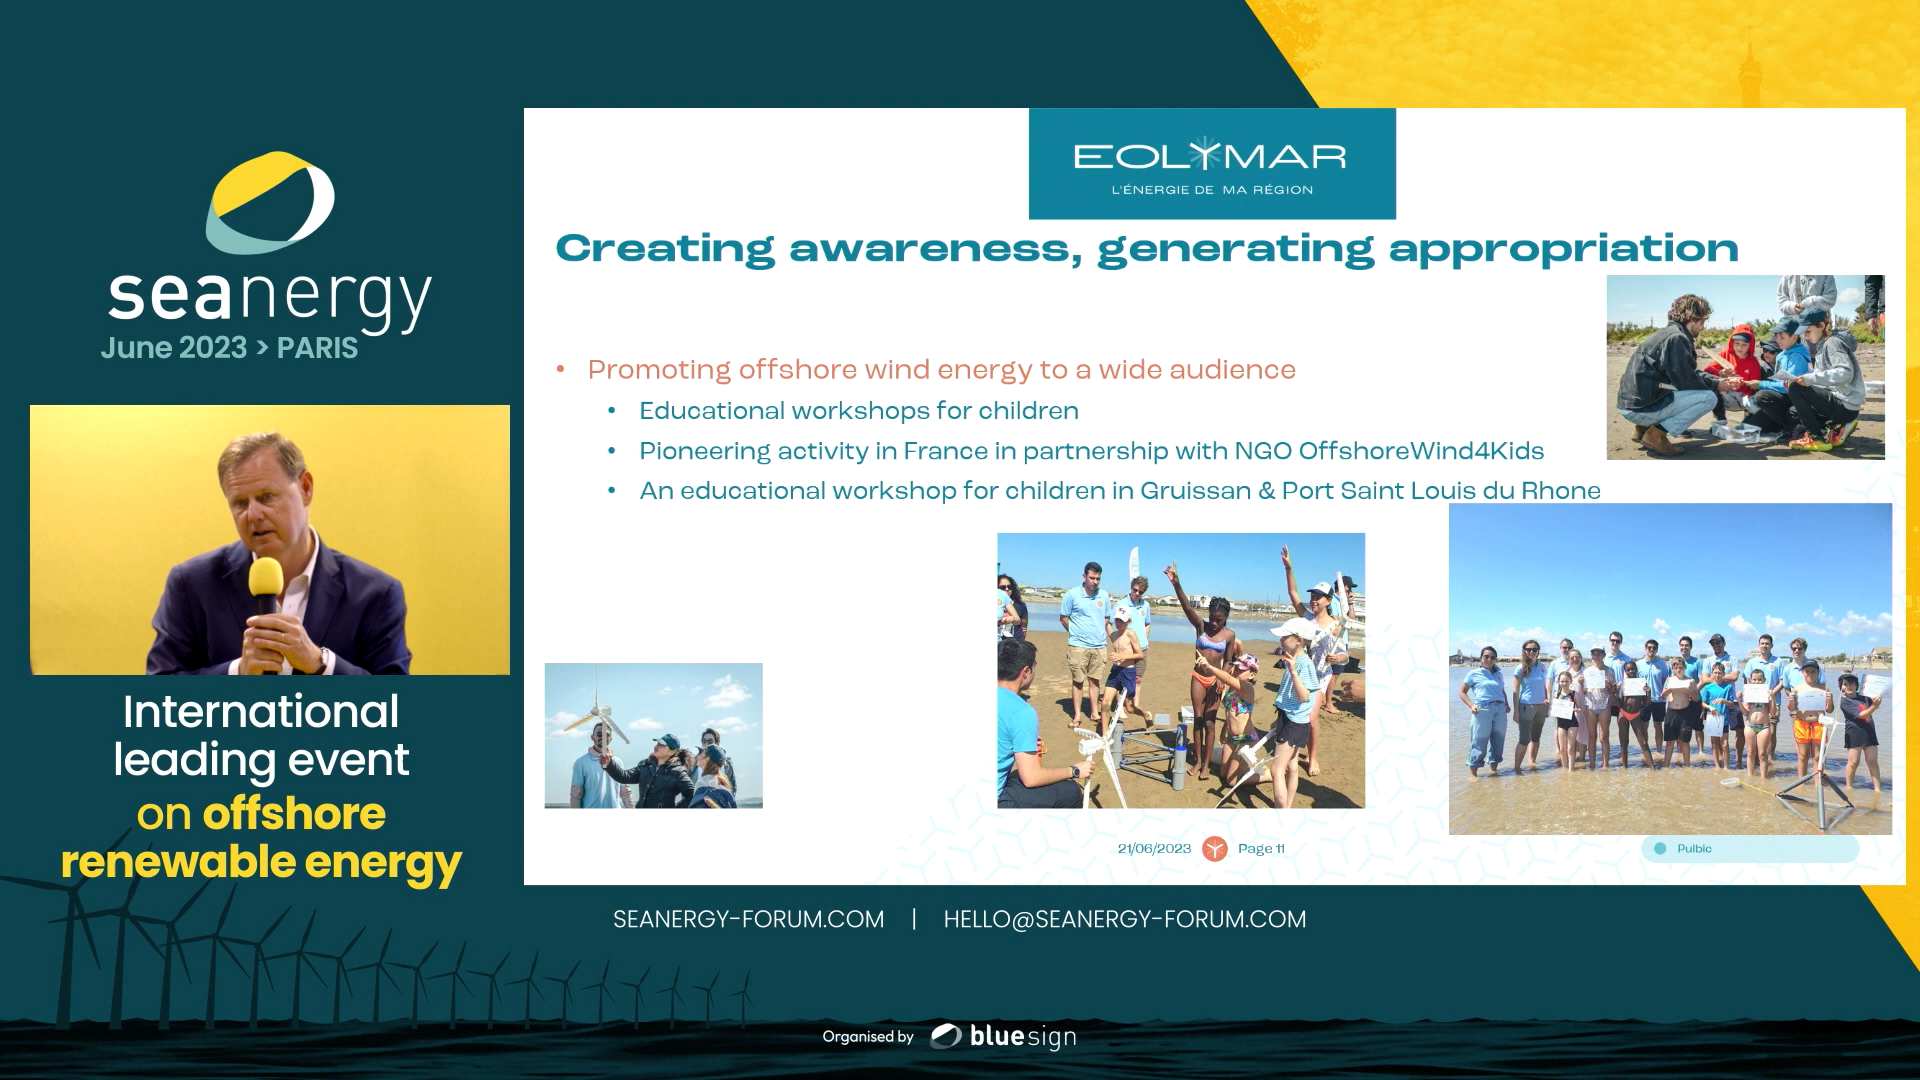 seanergy
June 2023 > PARIS
International
leading event
on offshore
renewable energy
EOLYMAR
L'ÉNERGIE DE MA RÉGION
Creating awareness, generating appropriation
• Promoting offshore wind energy to a wide audience
• Educational workshops for children
• Pioneering activity in France in partnership with NGO OffshoreWind4Kids
• An educational workshop for children in Gruissan & Port Saint Louis du Rhone
21/06/2023 Page 11
Pulbic
SEANERGY-FORUM.COM | HELLO@SEANERGY-FORUM.COM
Organised by bluesign